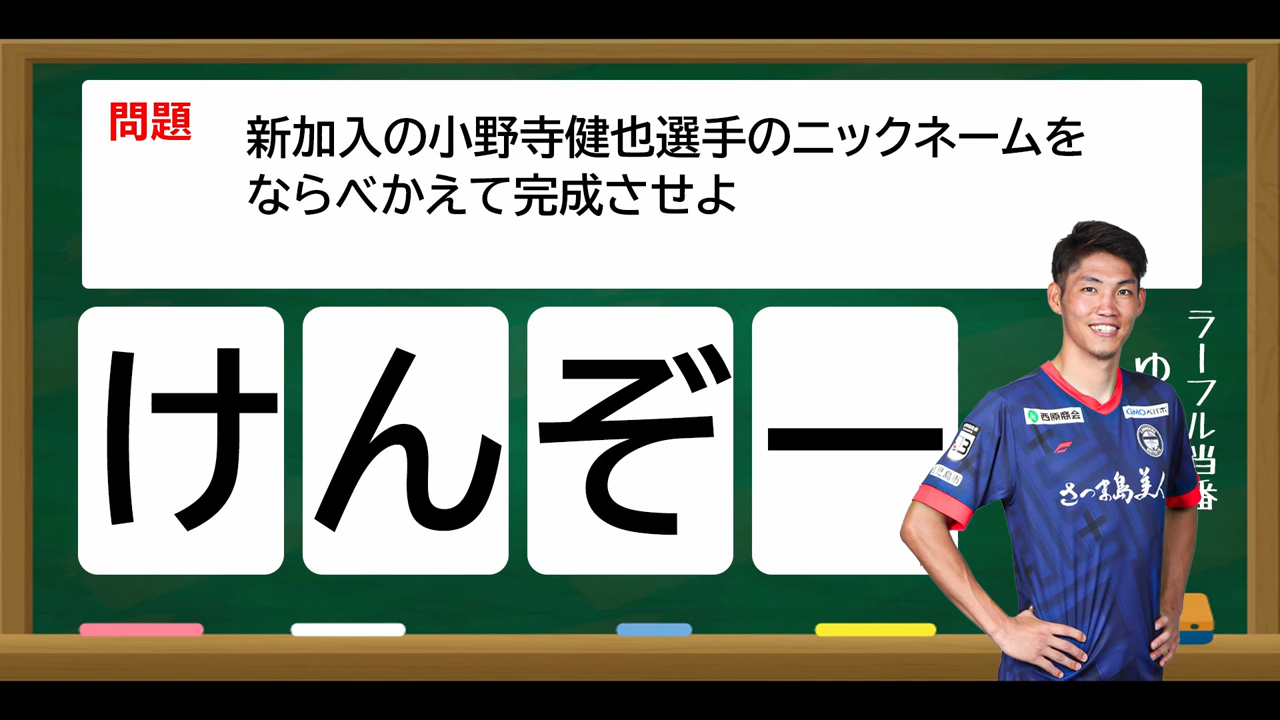 問題
新加入の小野寺健也選手のニックネームを
ならべかえて完成させよ
けんぞー
ラーフル当番
ゆ
西原商会
GMOペパボ
さつま島美人